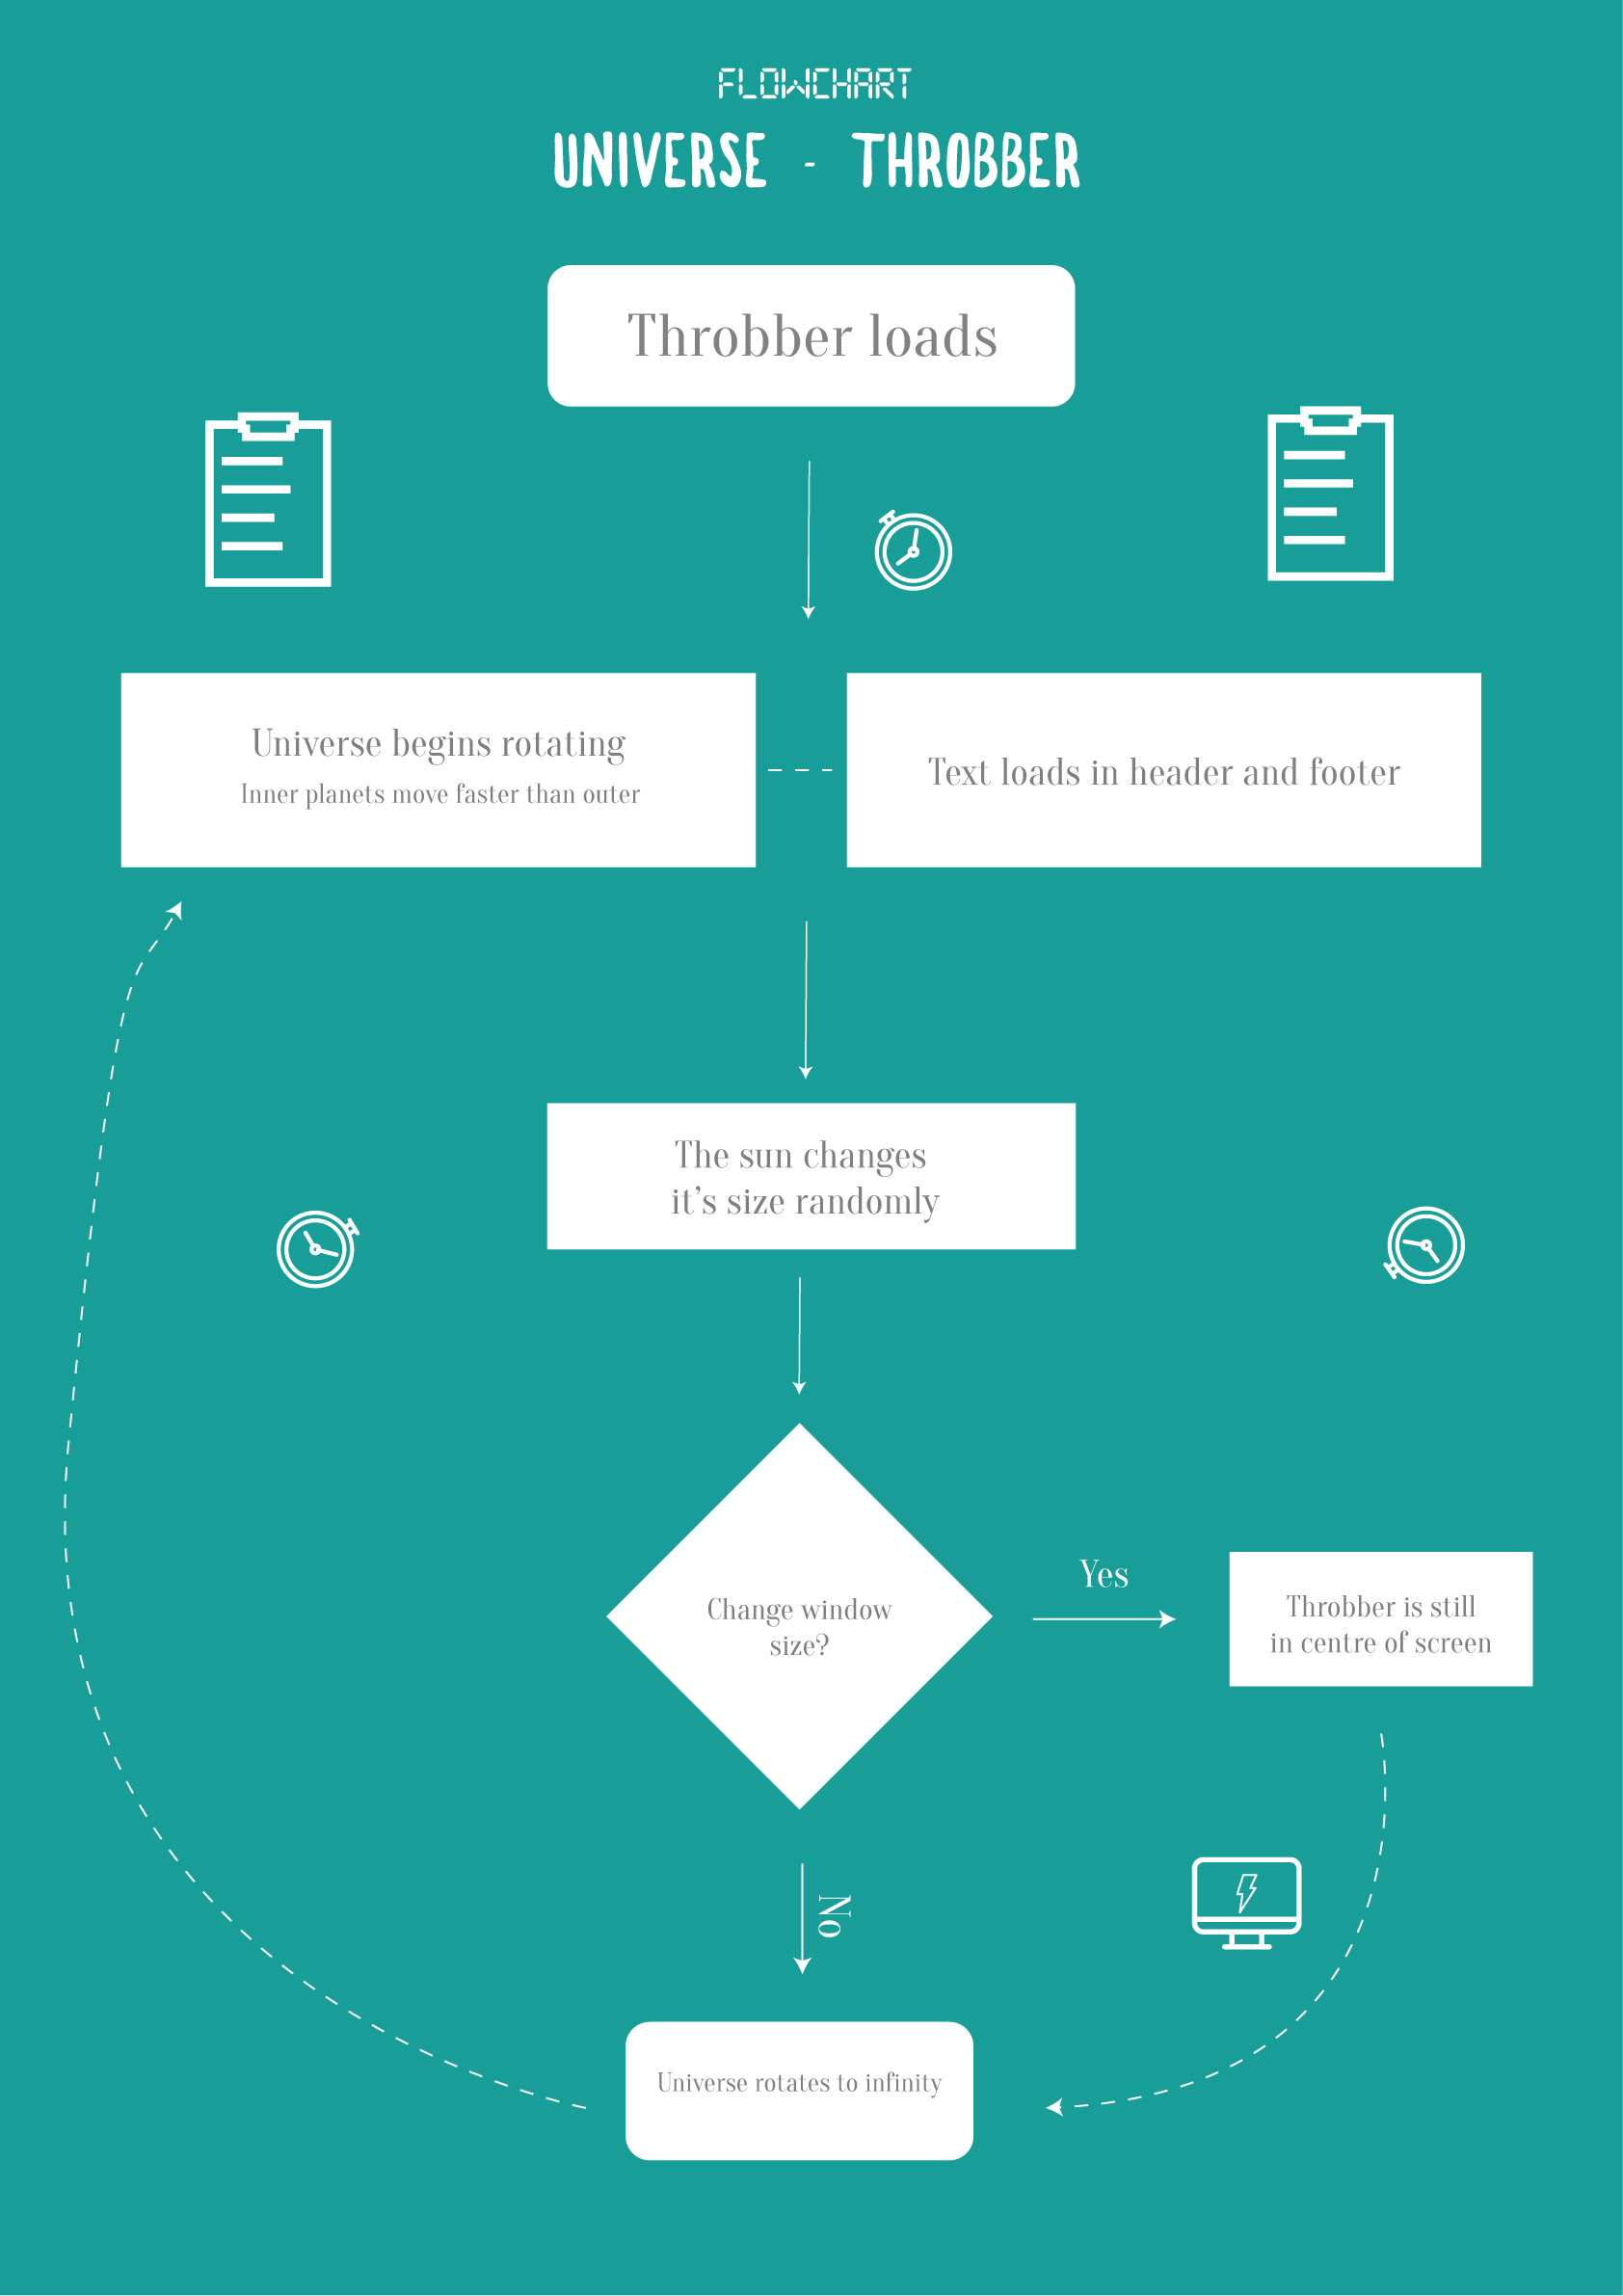 FLOWCHART
UNIVERSE - THROBBER
Throbber loads
Universe begins rotating
Inner planets move faster than outer
Text loads in header and footer
The sun changes
it’s size randomly
Change window
size?
Yes
Throbber is still
in centre of screen
No
Universe rotates to infinity